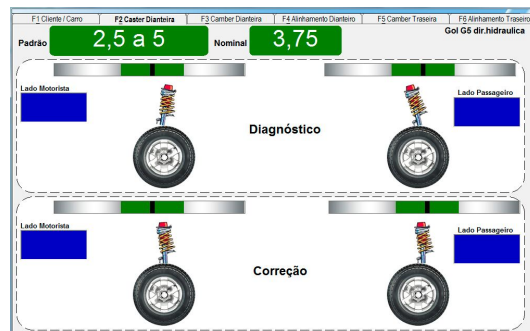 F1 Cliente / Carro
F2 Caster Dianteira
F3 Camber Dianteira
F4 Alinhamento Dianteiro
F5 Camber Traseira
F6 Alinhamento Traseiro
Padrão
2,5 a 5
Nominal
3,75
Gol G5 dir.hidraulica
Lado Motorista
Lado Passageiro
Diagnóstico
Lado Motorista
Lado Passageiro
Correção